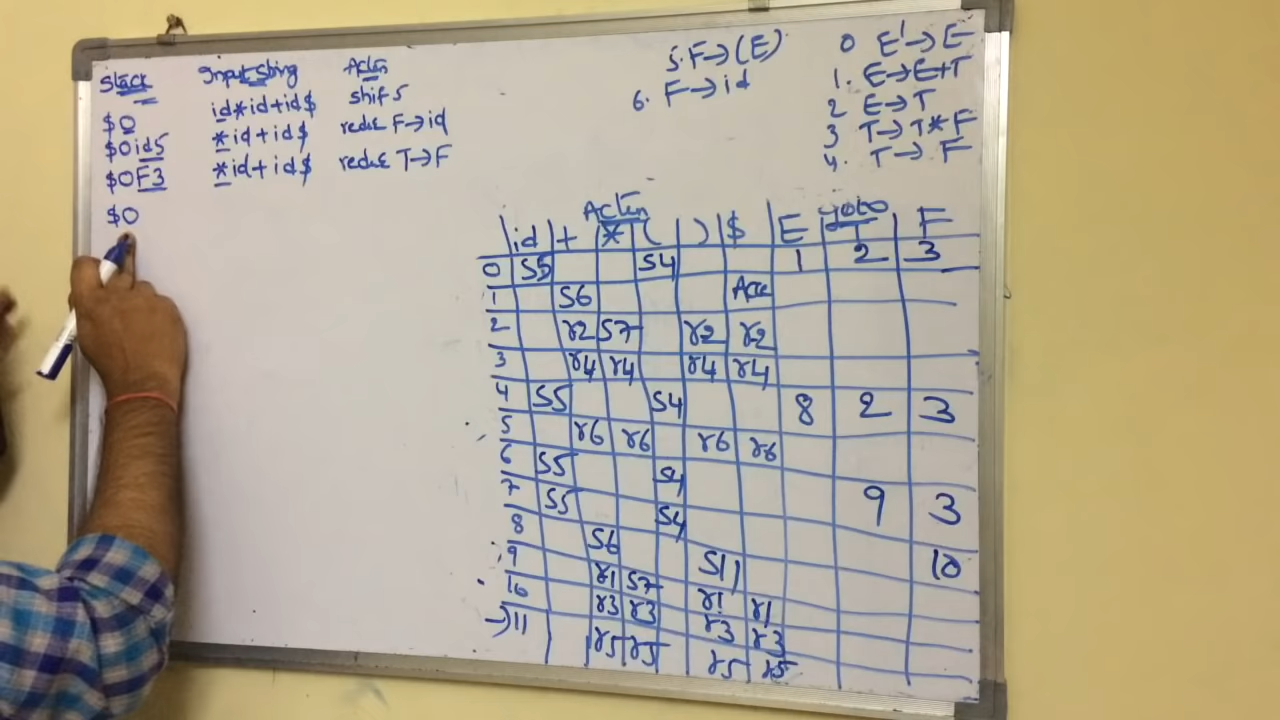 Stack Input string Action
$0 id*id+id$ shift 5
$0id5 *id+id$ reduce F→id
$0F3 *id+id$ reduce T→F
$0
5. F→(E)
6. F→id
0 E'→E
1. E→E+T
2 E→T
3 T→T*F
4. T→F
Action goto
id + * ( ) $ E T F
0 S5 S4 1 2 3
1 S6 Acc
2 r2 S7 r2 r2
3 r4 r4 r4 r4
4 S5 S4 8 2 3
5 r6 r6 r6 r6
6 S5 S4 9 3
7 S5 S4 10
8 S6 S11
9 r1 S7 r1 r1
10 r3 r3 r3 r3
→11 r5 r5 r5 r5